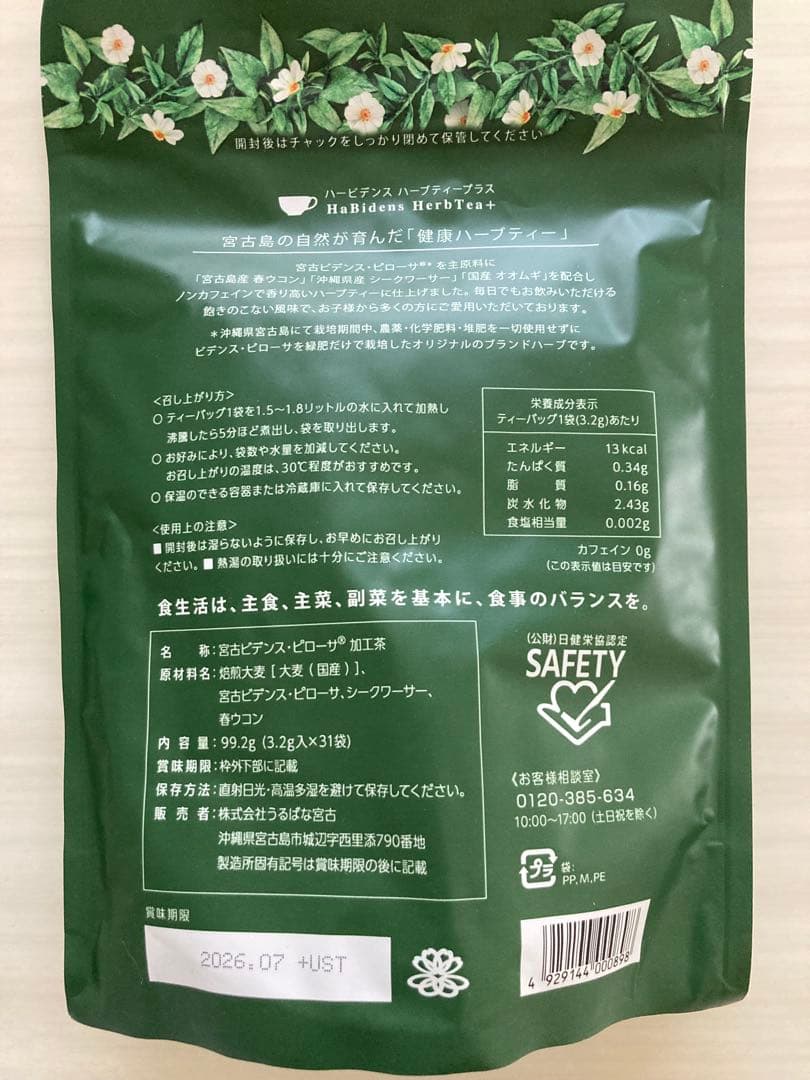 開封後はチャックをしっかり閉めて保管してください
ハービデンス ハーブティープラス
HaBidens HerbTea+
宮古島の自然が育んだ「健康ハーブティー」
宮古ビデンス・ピローサ®*を主原料に
「宮古島産 春ウコン」「沖縄県産 シークワーサー」「国産 オオムギ」を配合し
ノンカフェインで香り高いハーブティーに仕上げました。毎日でもお飲みいただける
飽きのこない風味で、お子様から多くの方にご愛用いただいております。
*沖縄県宮古島にて栽培期間中、農薬・化学肥料・堆肥を一切使用せずに
ビデンス・ピローサを緑肥だけで栽培したオリジナルのブランドハーブです。
<召し上がり方>
○ ティーバッグ1袋を1.5〜1.8リットルの水に入れて加熱し
沸騰したら5分ほど煮出し、袋を取り出します。
○ お好みにより、袋数や水量を加減してください。
お召し上がりの温度は、30℃程度がおすすめです。
○ 保温のできる容器または冷蔵庫に入れて保存してください。
<使用上の注意>
■開封後は湿らないように保存し、お早めにお召し上がり
ください。■熱湯の取り扱いには十分にご注意ください。
栄養成分表示
ティーバッグ1袋(3.2g)あたり
エネルギー 13kcal
たんぱく質 0.34g
脂質 0.16g
炭水化物 2.43g
食塩相当量 0.002g
カフェイン 0g
(この表示値は目安です)
食生活は、主食、主菜、副菜を基本に、食事のバランスを。
名称:宮古ビデンス・ピローサ® 加工茶
原材料名:焙煎大麦[大麦(国産)]、
宮古ビデンス・ピローサ、シークワーサー、
春ウコン
内容量:99.2g (3.2g入×31袋)
賞味期限:枠外下部に記載
保存方法:直射日光・高温多湿を避けて保存してください。
販売者:株式会社うるばな宮古
沖縄県宮古島市城辺字西里添790番地
製造所固有記号は賞味期限の後に記載
(公財)日健栄協認定
SAFETY
《お客様相談室》
0120-385-634
10:00〜17:00 (土日祝を除く)
プラ
袋:
PP,M,PE
賞味期限
2026.07 +UST
4 929144 000898